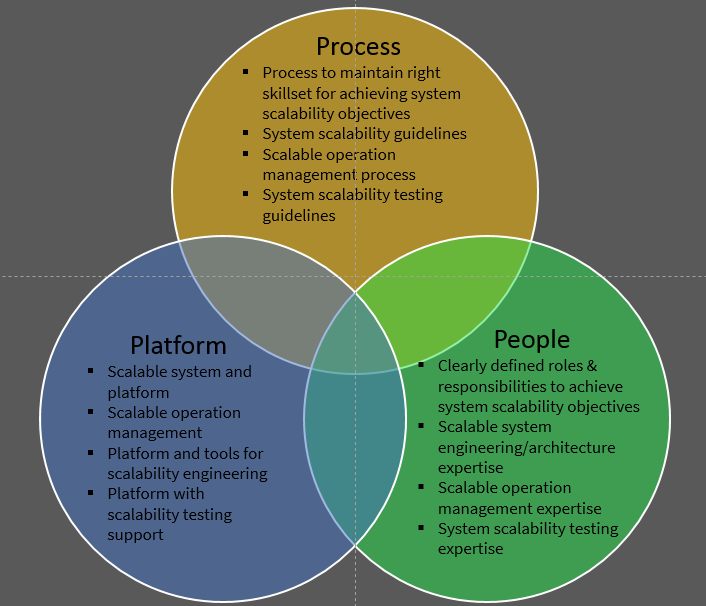 Process
▪ Process to maintain right
skillset for achieving system
scalability objectives
▪ System scalability guidelines
▪ Scalable operation
management process
▪ System scalability testing
guidelines
Platform
▪ Scalable system and
platform
▪ Scalable operation
management
▪ Platform and tools for
scalability engineering
▪ Platform with
scalability testing
support
People
▪ Clearly defined roles &
responsibilities to achieve
system scalability objectives
▪ Scalable system
engineering/architecture
expertise
▪ Scalable operation
management expertise
▪ System scalability testing
expertise